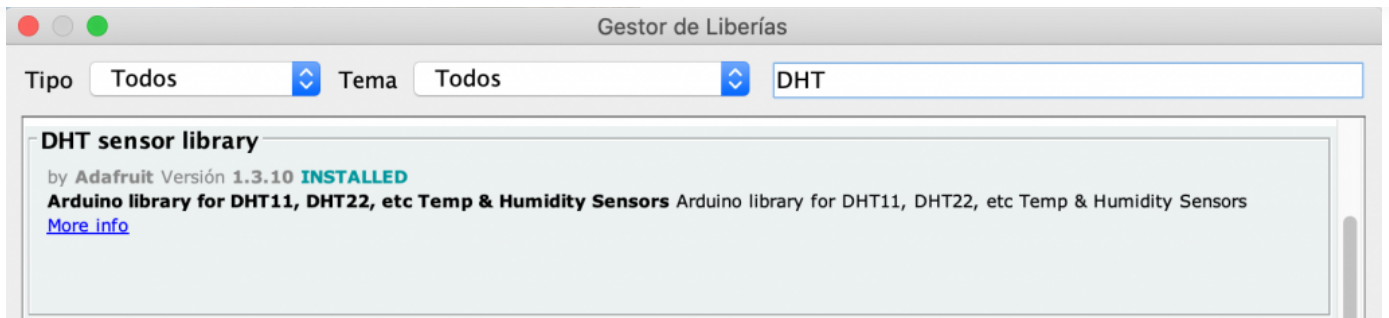 Gestor de Liberías
Tipo Todos Tema Todos DHT
DHT sensor library
by Adafruit Versión 1.3.10 INSTALLED
Arduino library for DHT11, DHT22, etc Temp & Humidity Sensors Arduino library for DHT11, DHT22, etc Temp & Humidity Sensors
More info